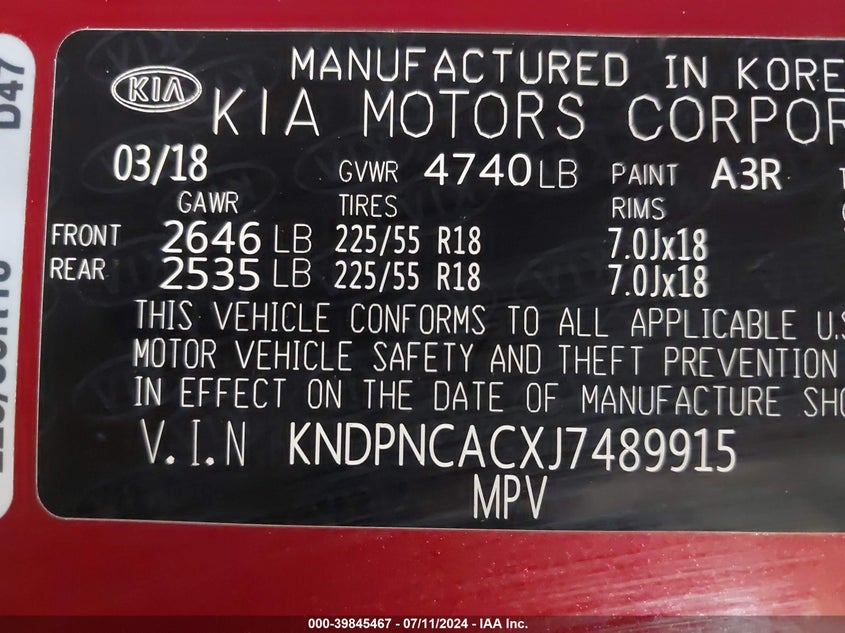 MANUFACTURED IN KORE
KIA KIA MOTORS CORPOR
03/18 GVWR 4740 LB PAINT A3R
GAWR TIRES RIMS
FRONT 2646 LB 225/55 R18 7.0Jx18
REAR 2535 LB 225/55 R18 7.0Jx18
THIS VEHICLE CONFORMS TO ALL APPLICABLE U.S
MOTOR VEHICLE SAFETY AND THEFT PREVENTION
IN EFFECT ON THE DATE OF MANUFACTURE SHO
V.I.N KNDPNCACXJ7489915
MPV
D47
000-39845467 - 07/11/2024 - IAA Inc.